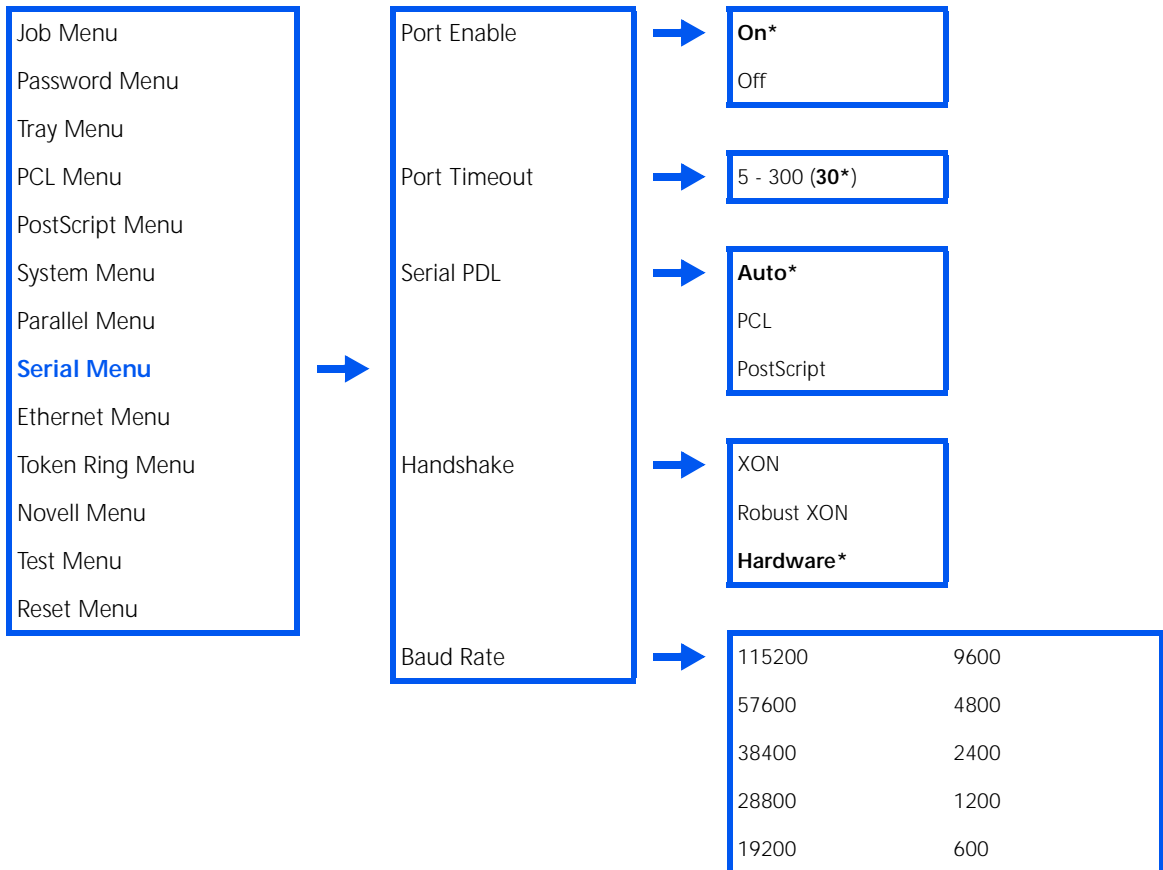 Job Menu
Password Menu
Tray Menu
PCL Menu
PostScript Menu
System Menu
Parallel Menu
Serial Menu
Ethernet Menu
Token Ring Menu
Novell Menu
Test Menu
Reset Menu
Port Enable
Port Timeout
Serial PDL
Handshake
Baud Rate
On*
Off
5 - 300 (30*)
Auto*
PCL
PostScript
XON
Robust XON
Hardware*
115200 9600
57600 4800
38400 2400
28800 1200
19200 600